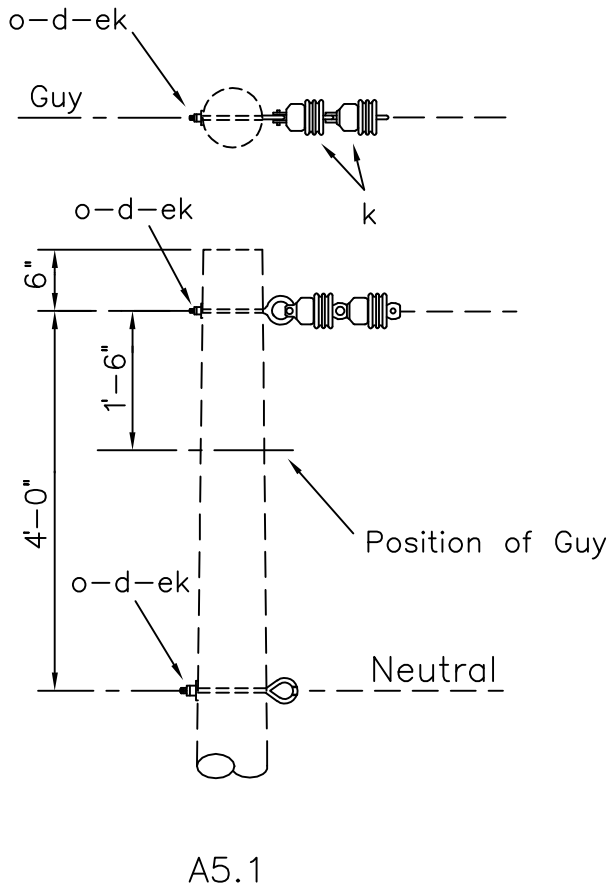 o-d-ek
Guy
k
o-d-ek
6"
1'-6"
4'-0"
Position of Guy
o-d-ek
Neutral
A5.1